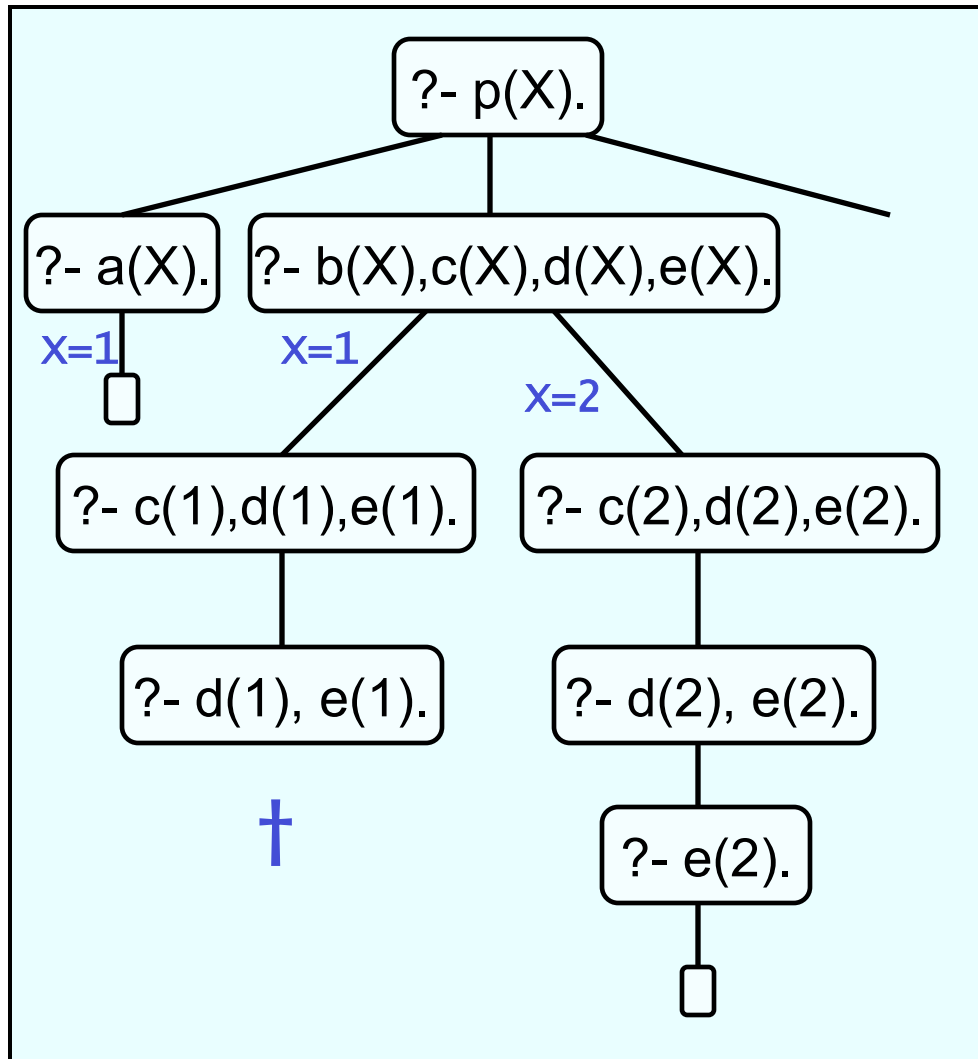 ?- p(X).
?- a(X).
?- b(X),c(X),d(X),e(X).
X=1
X=1
X=2
?- c(1),d(1),e(1).
?- c(2),d(2),e(2).
?- d(1), e(1).
?- d(2), e(2).
†
?- e(2).